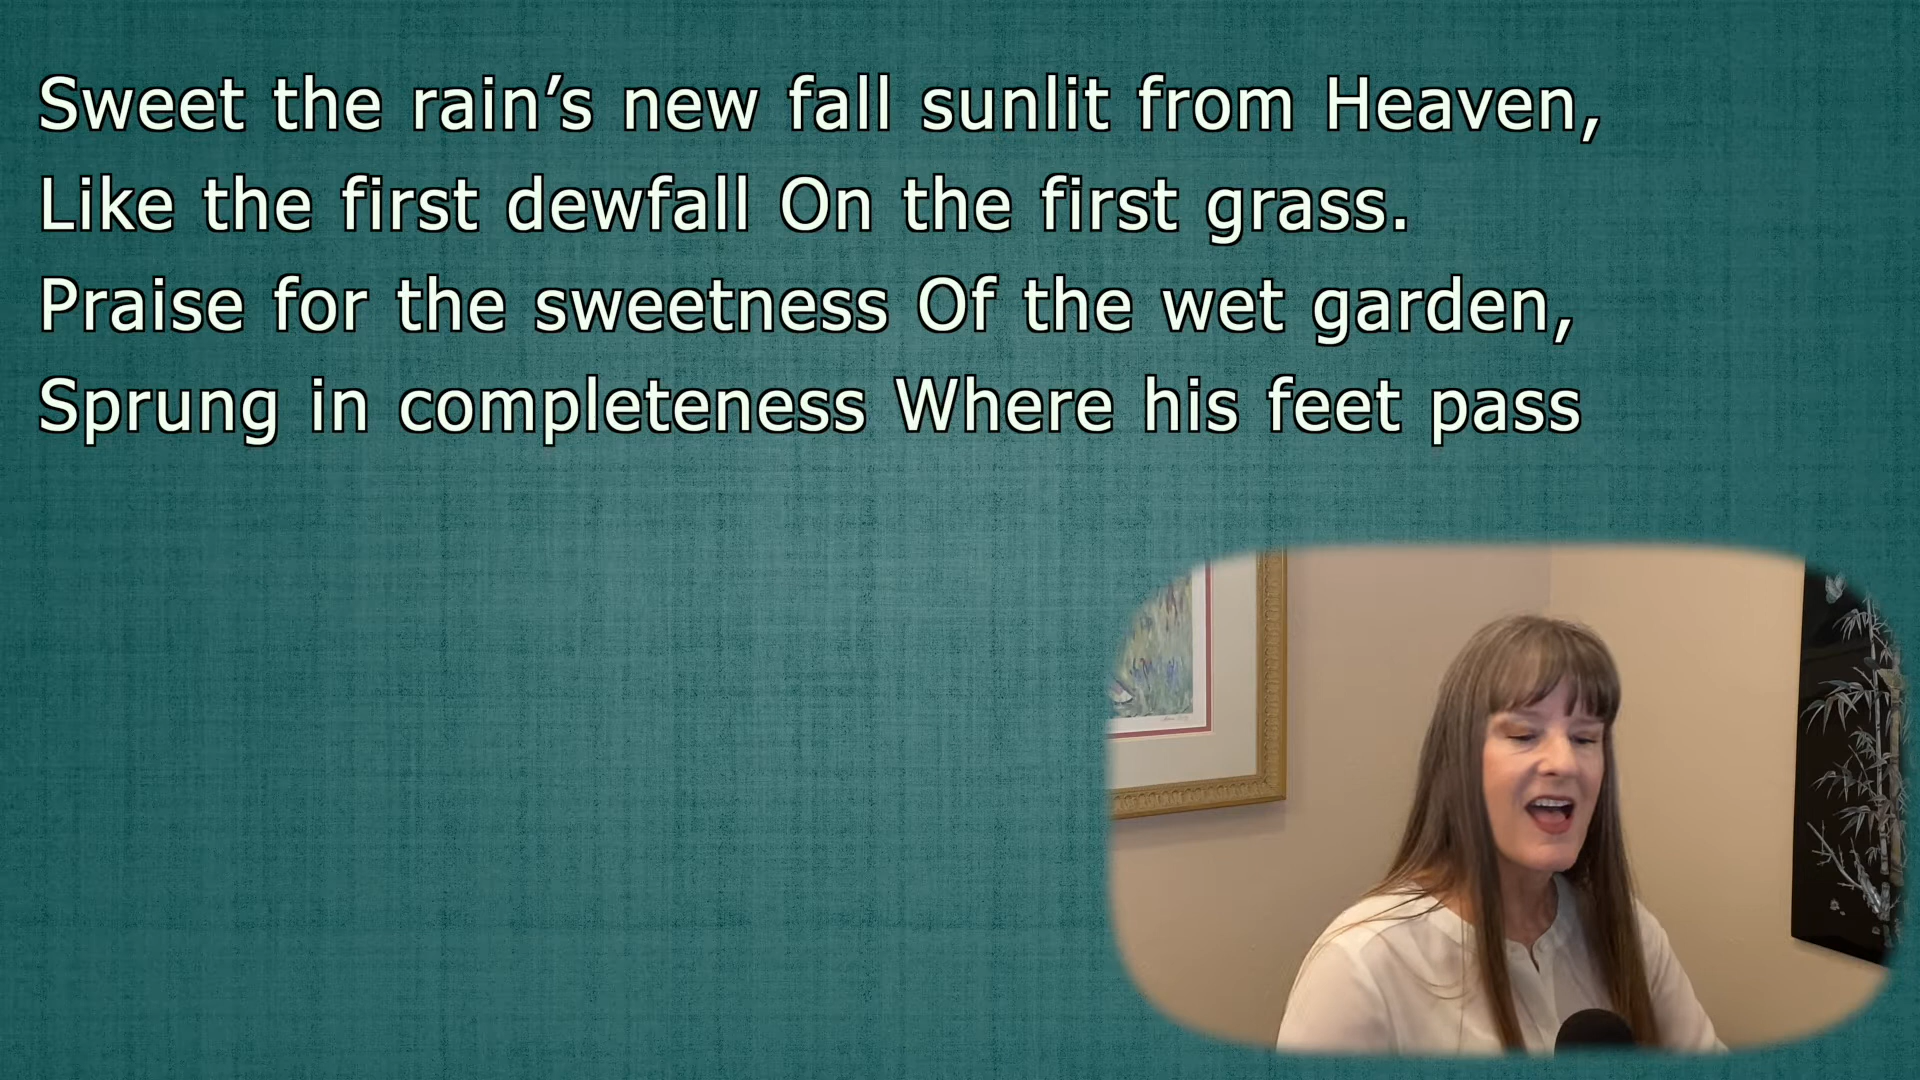 Sweet the rain’s new fall sunlit from Heaven,
Like the first dewfall On the first grass.
Praise for the sweetness Of the wet garden,
Sprung in completeness Where his feet pass